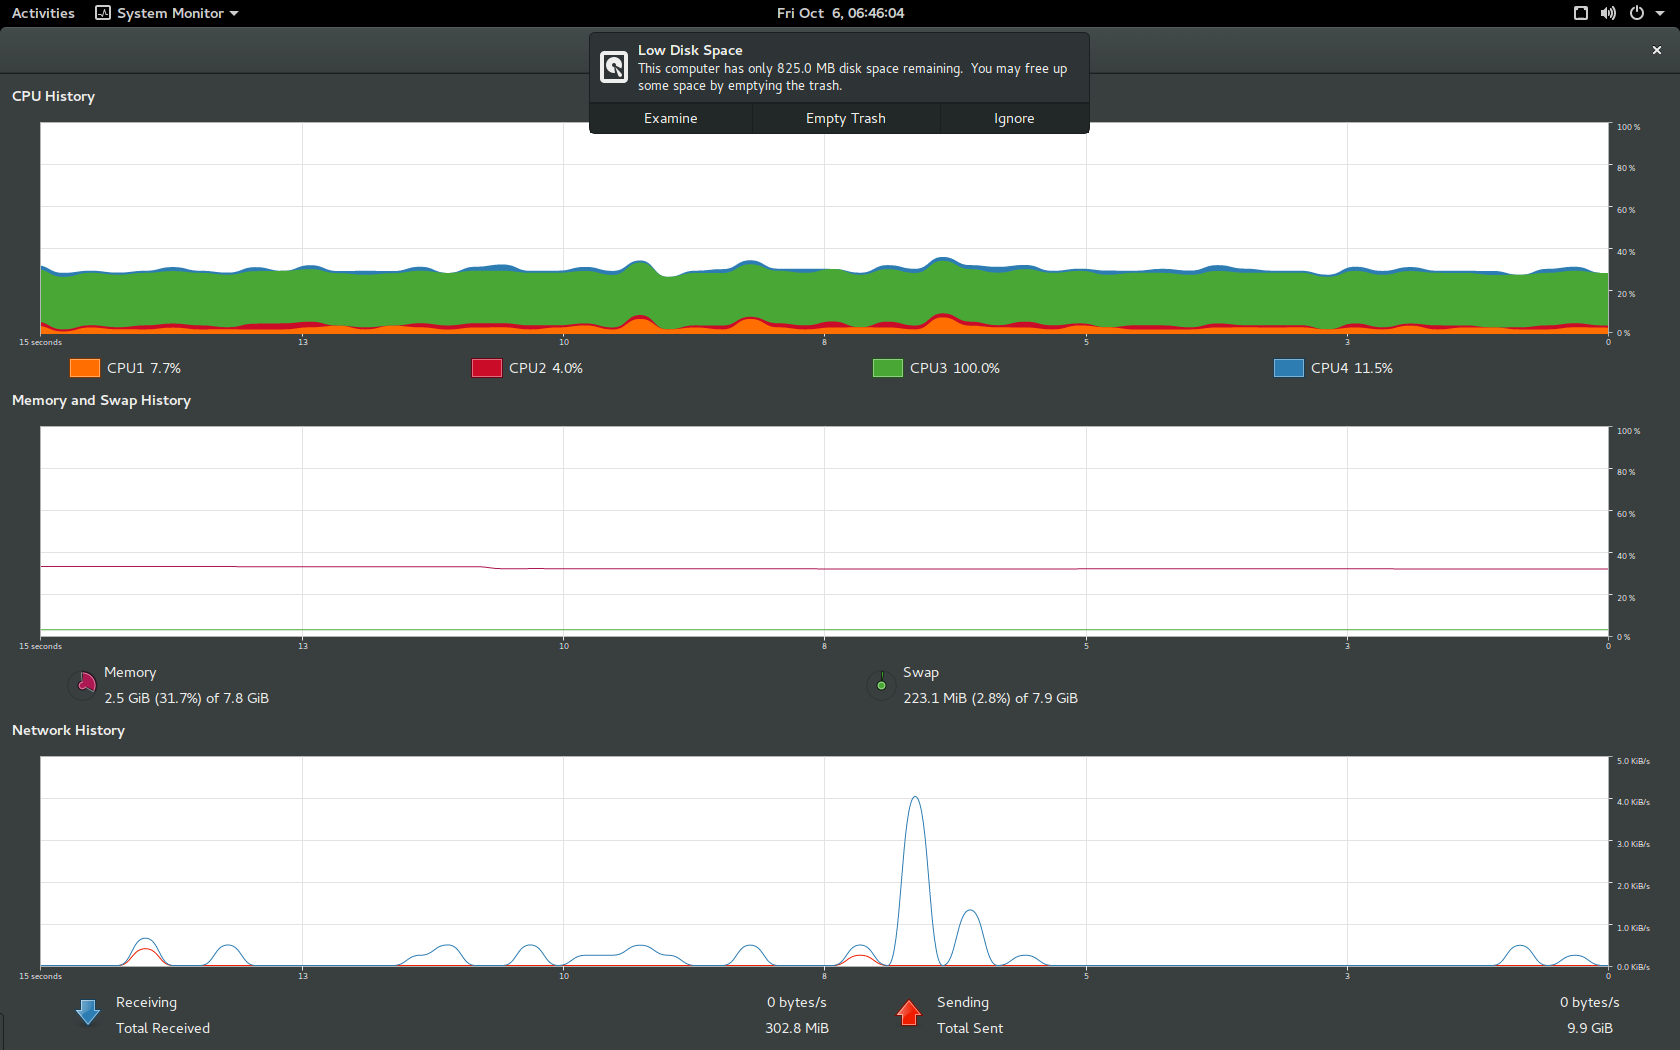 Activities
System Monitor
Fri Oct 6, 06:46:04
Low Disk Space
This computer has only 825.0 MB disk space remaining. You may free up
some space by emptying the trash.
Examine
Empty Trash
Ignore
CPU History
100 %
80 %
60 %
40 %
20 %
0 %
15 seconds
13
10
8
5
3
0
CPU1 7.7%
CPU2 4.0%
CPU3 100.0%
CPU4 11.5%
Memory and Swap History
100 %
80 %
60 %
40 %
20 %
0 %
15 seconds
13
10
8
5
3
0
Memory
2.5 GiB (31.7%) of 7.8 GiB
Swap
223.1 MiB (2.8%) of 7.9 GiB
Network History
5.0 KiB/s
4.0 KiB/s
3.0 KiB/s
2.0 KiB/s
1.0 KiB/s
0.0 KiB/s
15 seconds
13
10
8
5
3
0
Receiving
0 bytes/s
Total Received
302.8 MiB
Sending
0 bytes/s
Total Sent
9.9 GiB